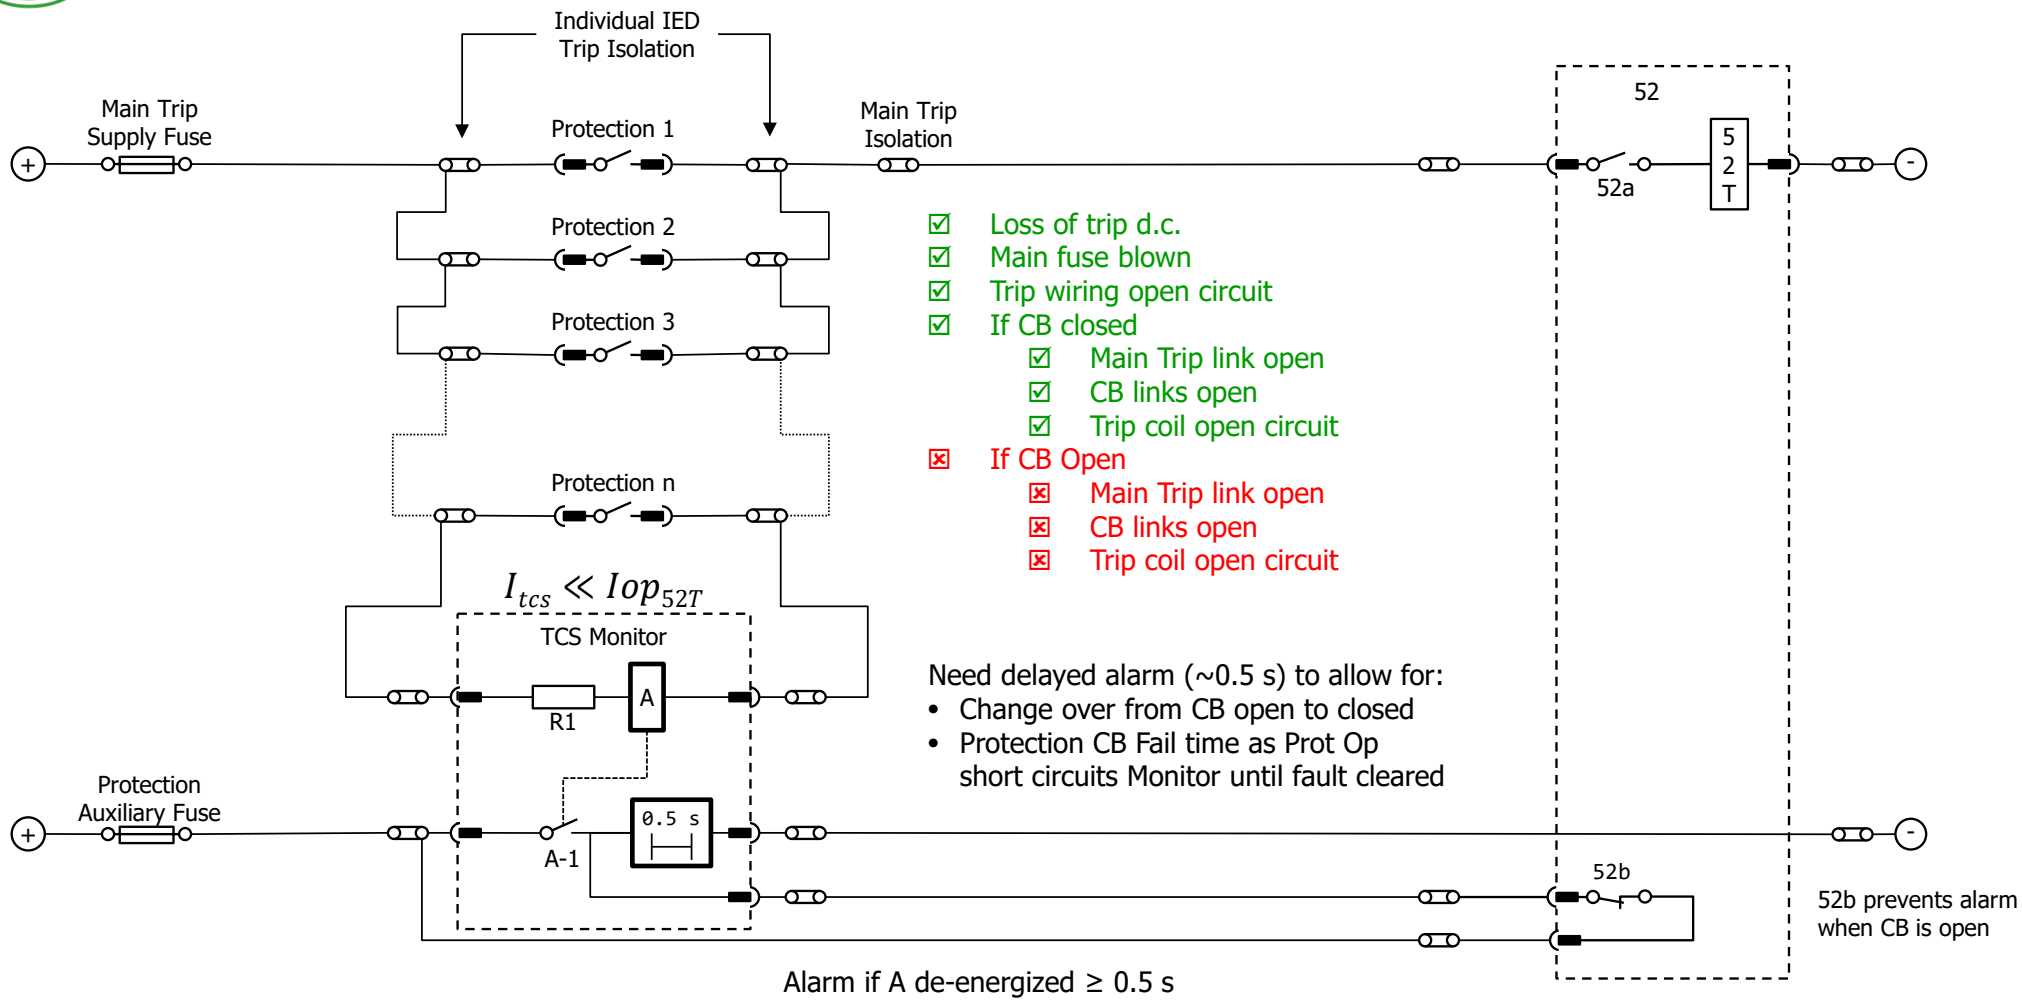 Individual IED
Trip Isolation
Main Trip
Supply Fuse
Protection 1
Main Trip
Isolation
52
+
52a
5
2
T
-
Protection 2
☑ Loss of trip d.c.
☑ Main fuse blown
☑ Trip wiring open circuit
Protection 3
☑ If CB closed
☑ Main Trip link open
☑ CB links open
☑ Trip coil open circuit
☒ If CB Open
Protection n
☒ Main Trip link open
☒ CB links open
☒ Trip coil open circuit
I_tcs ≪ Iop_52T
TCS Monitor
R1
A
Need delayed alarm (~0.5 s) to allow for:
• Change over from CB open to closed
• Protection CB Fail time as Prot Op
short circuits Monitor until fault cleared
Protection
Auxiliary Fuse
+
A-1
0.5 s
-
52b
52b prevents alarm
when CB is open
Alarm if A de-energized ≥ 0.5 s